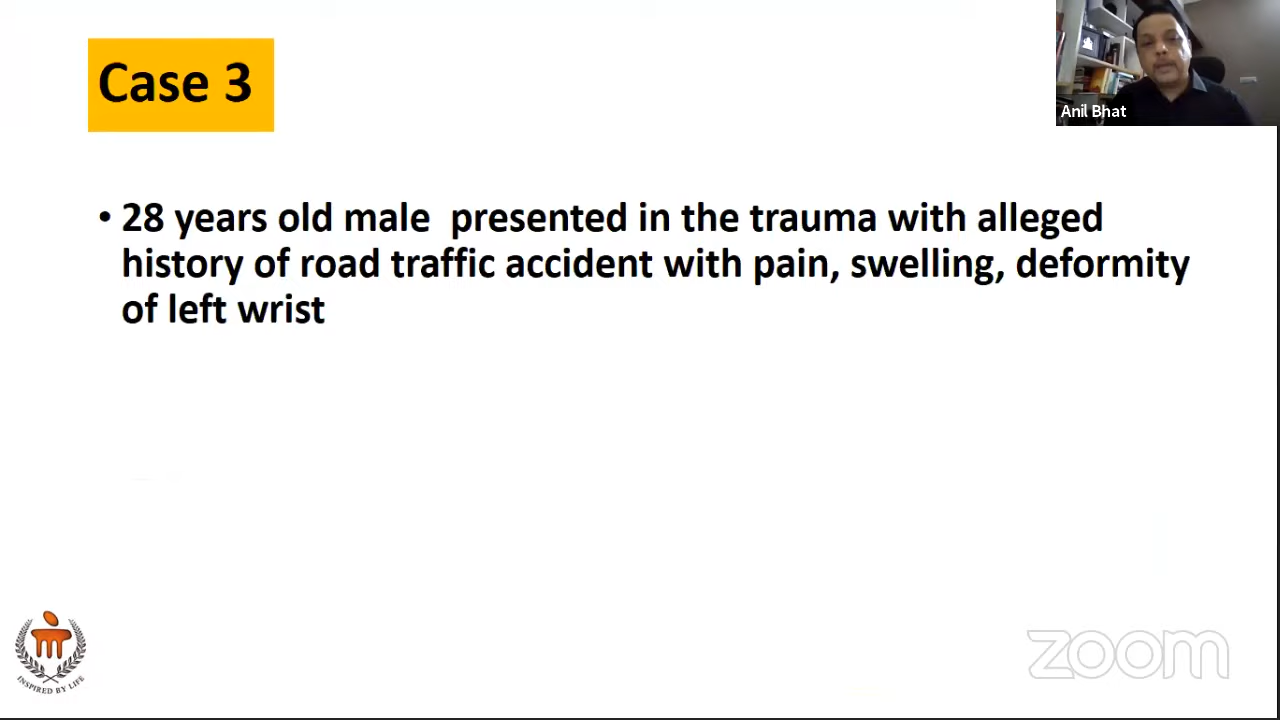 Case 3
Anil Bhat
• 28 years old male  presented in the trauma with alleged
history of road traffic accident with pain, swelling, deformity
of left wrist
INSPIRED BY LIFE
zoom